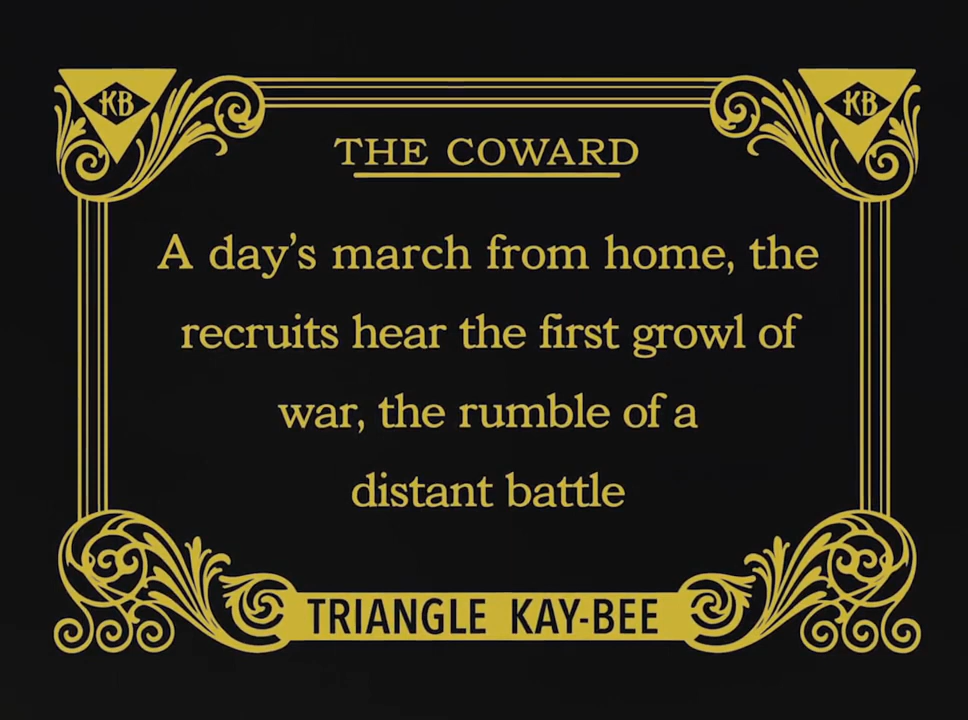 KB
KB
THE COWARD
A day's march from home, the
recruits hear the first growl of
war, the rumble of a
distant battle
TRIANGLE KAY-BEE